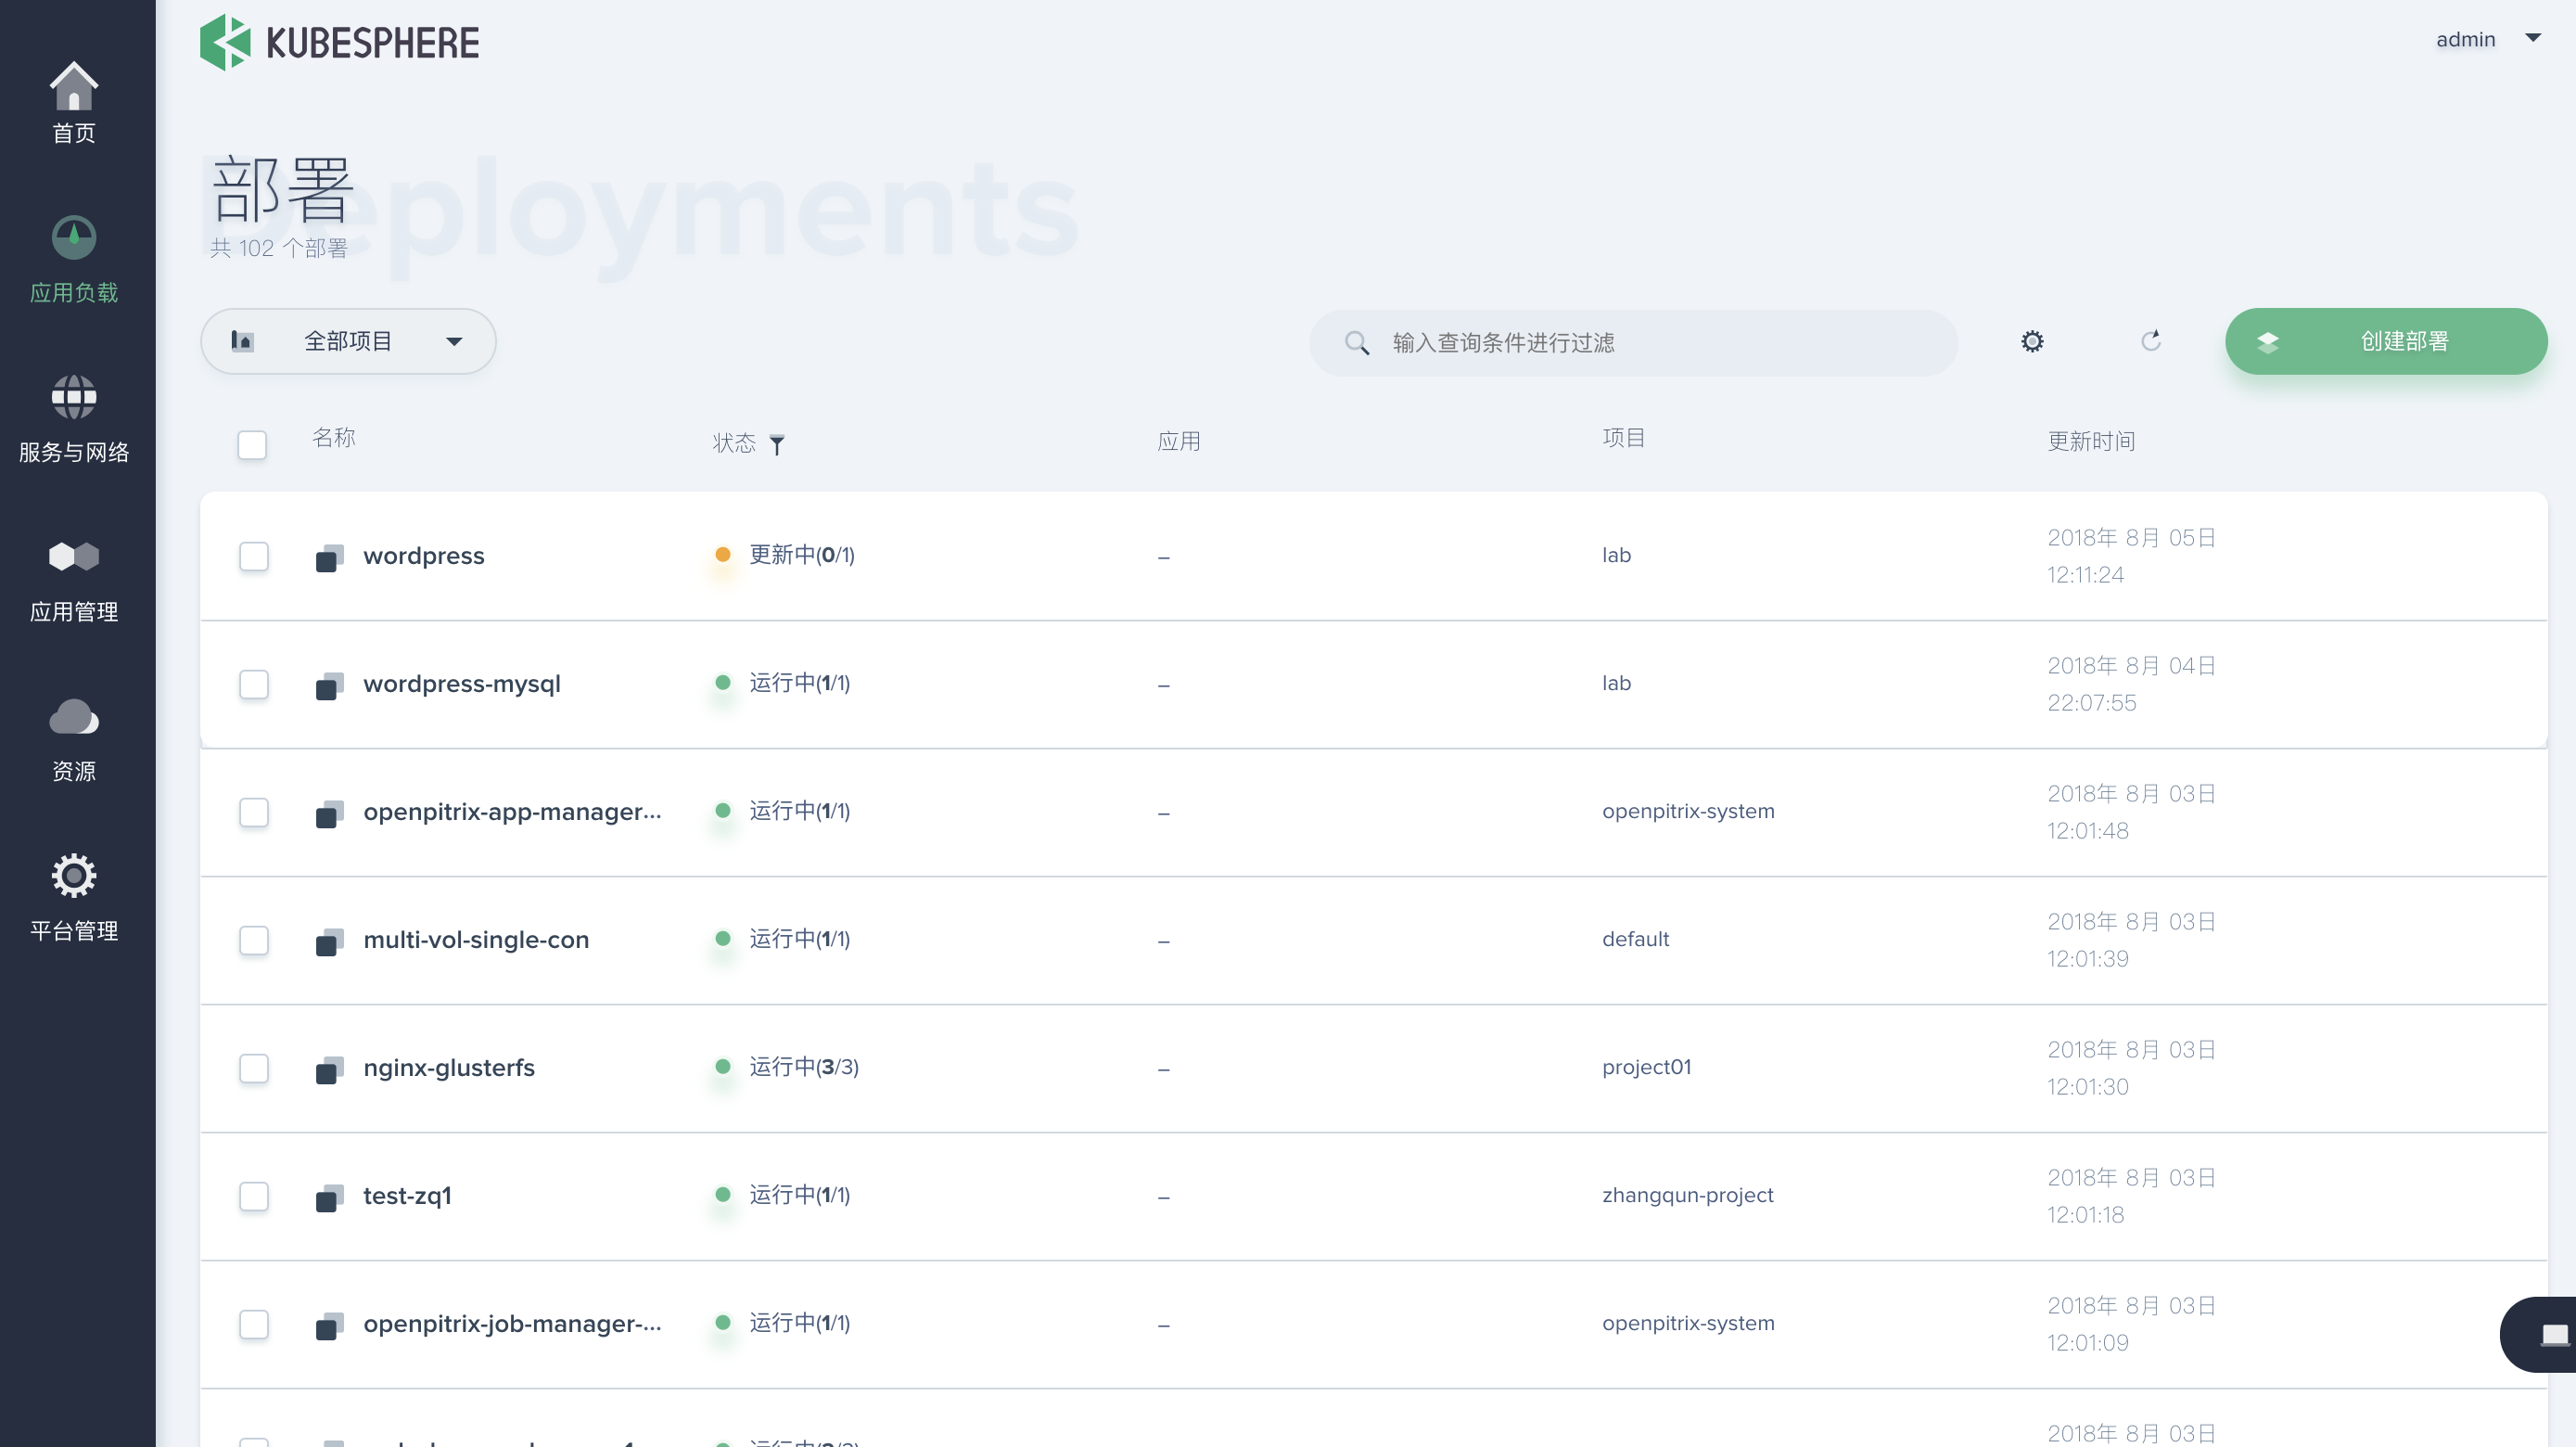 KUBESPHERE
admin
首页
应用负载
服务与网络
应用管理
资源
平台管理
Deployments
部署
共 102 个部署
全部项目
输入查询条件进行过滤
创建部署
名称 状态 应用 项目 更新时间
wordpress 更新中(0/1) – lab 2018年 8月 05日
12:11:24
wordpress-mysql 运行中(1/1) – lab 2018年 8月 04日
22:07:55
openpitrix-app-manager... 运行中(1/1) – openpitrix-system 2018年 8月 03日
12:01:48
multi-vol-single-con 运行中(1/1) – default 2018年 8月 03日
12:01:39
nginx-glusterfs 运行中(3/3) – project01 2018年 8月 03日
12:01:30
test-zq1 运行中(1/1) – zhangqun-project 2018年 8月 03日
12:01:18
openpitrix-job-manager-... 运行中(1/1) – openpitrix-system 2018年 8月 03日
12:01:09
2018年 8月 03日